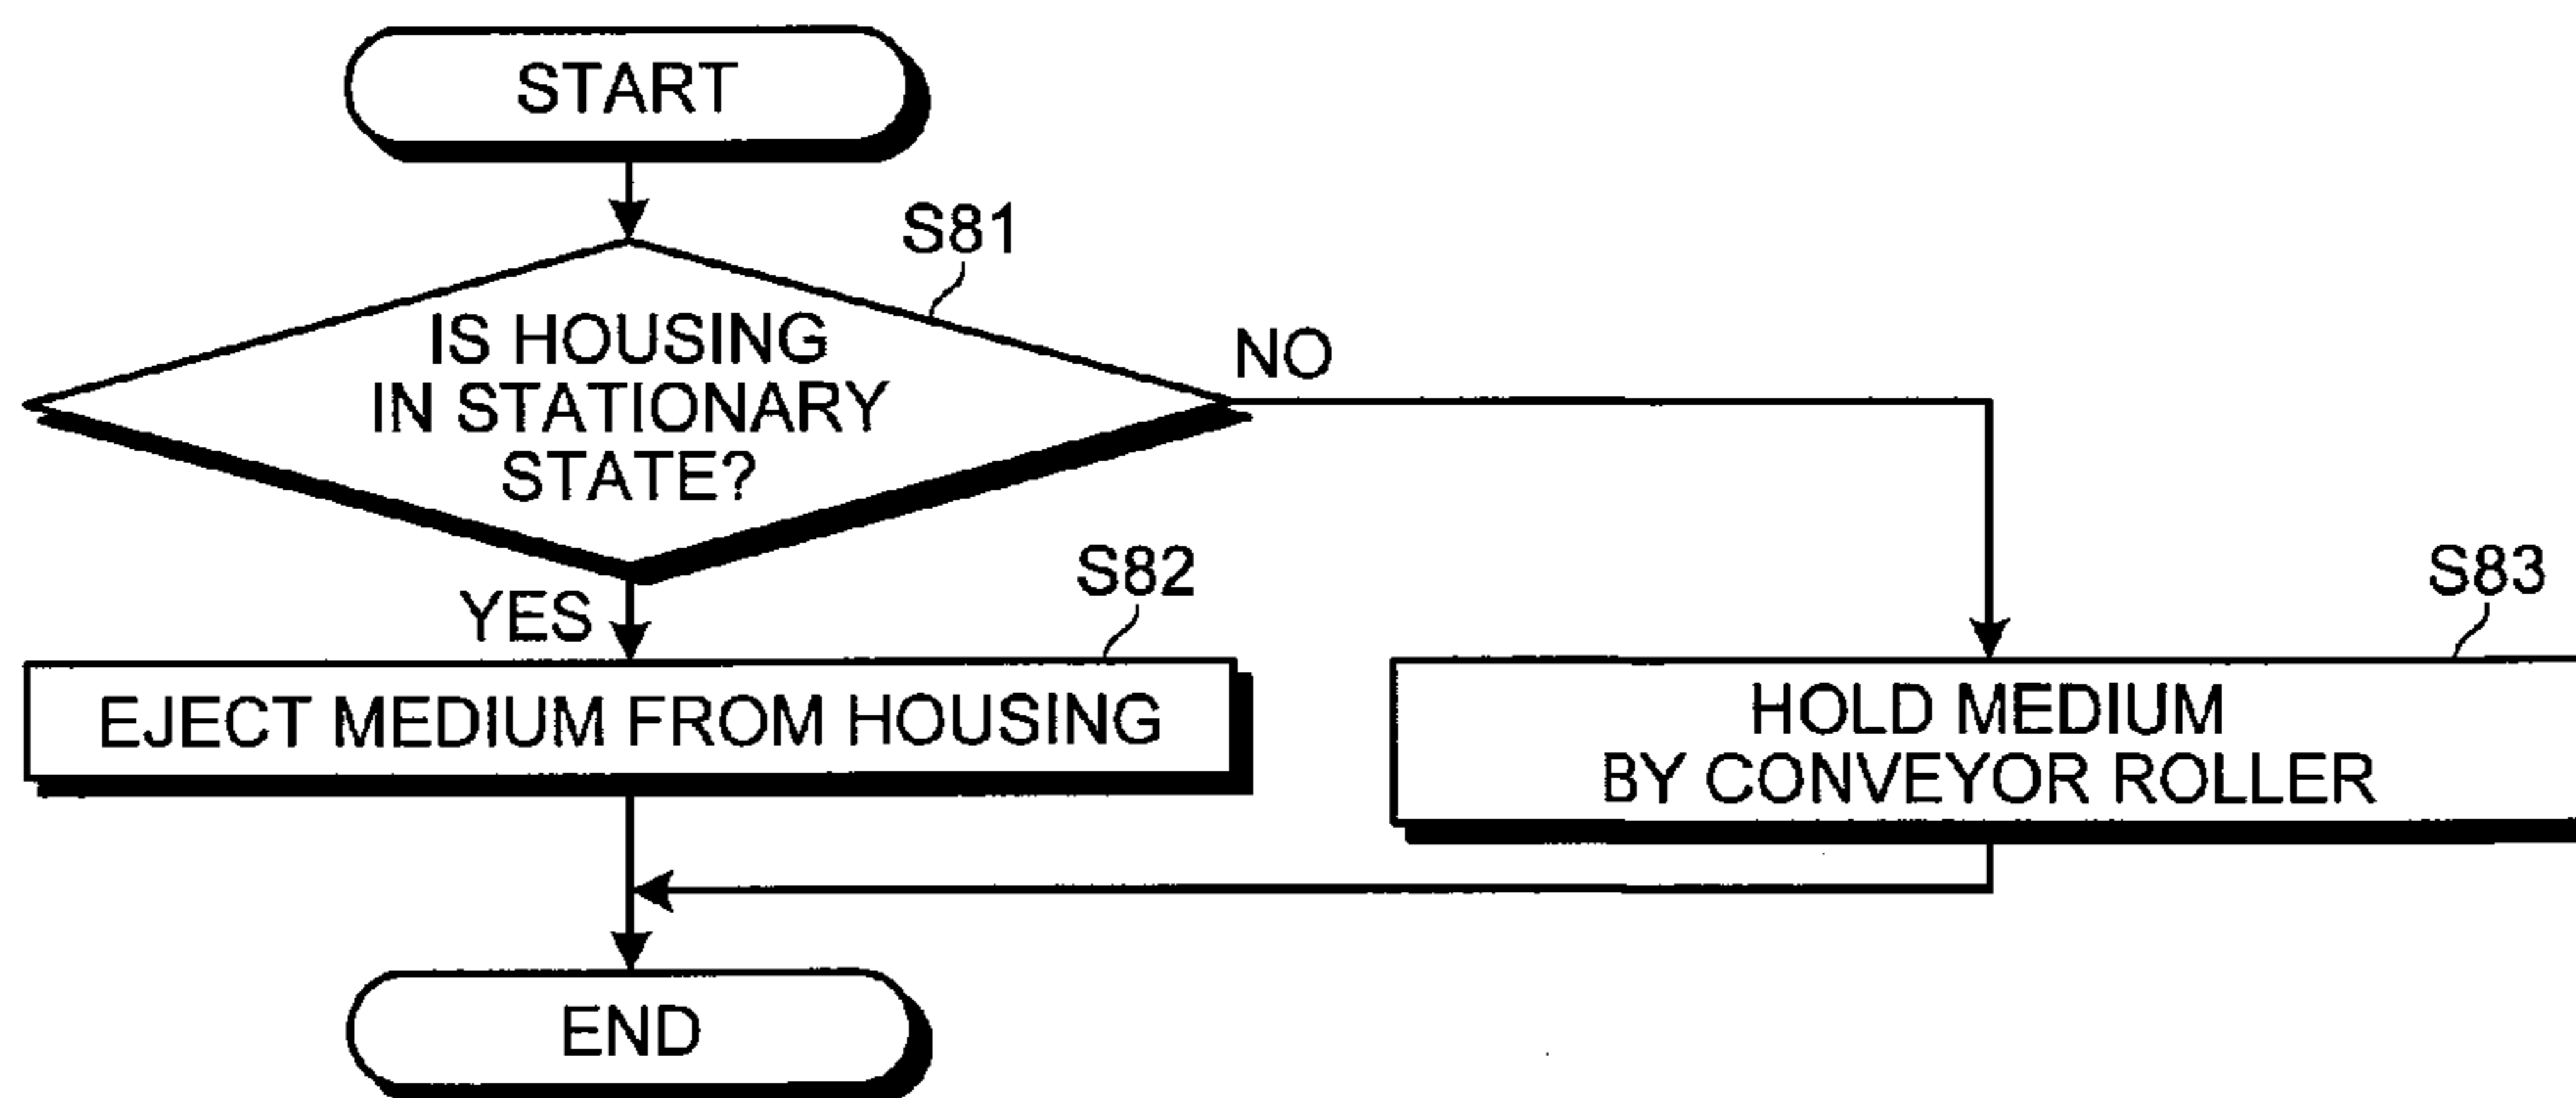 START
S81
IS HOUSING
IN STATIONARY
STATE?
NO
YES
S82
EJECT MEDIUM FROM HOUSING
S83
HOLD MEDIUM
BY CONVEYOR ROLLER
END